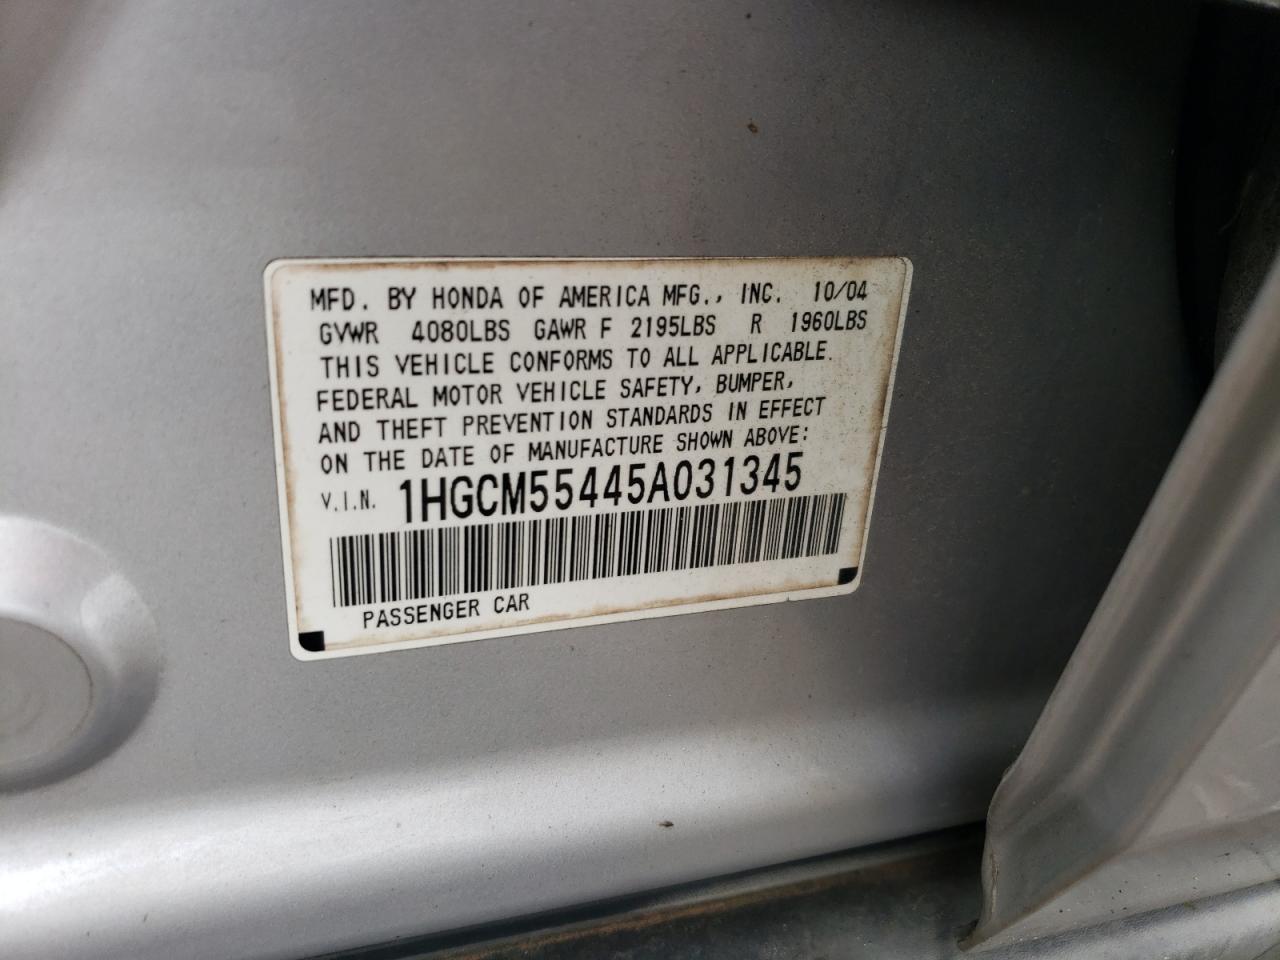 MFD. BY HONDA OF AMERICA MFG., INC. 10/04
GVWR 4080LBS GAWR F 2195LBS R 1960LBS
THIS VEHICLE CONFORMS TO ALL APPLICABLE
FEDERAL MOTOR VEHICLE SAFETY, BUMPER,
AND THEFT PREVENTION STANDARDS IN EFFECT
ON THE DATE OF MANUFACTURE SHOWN ABOVE:
V.I.N. 1HGCM55445A031345
PASSENGER CAR